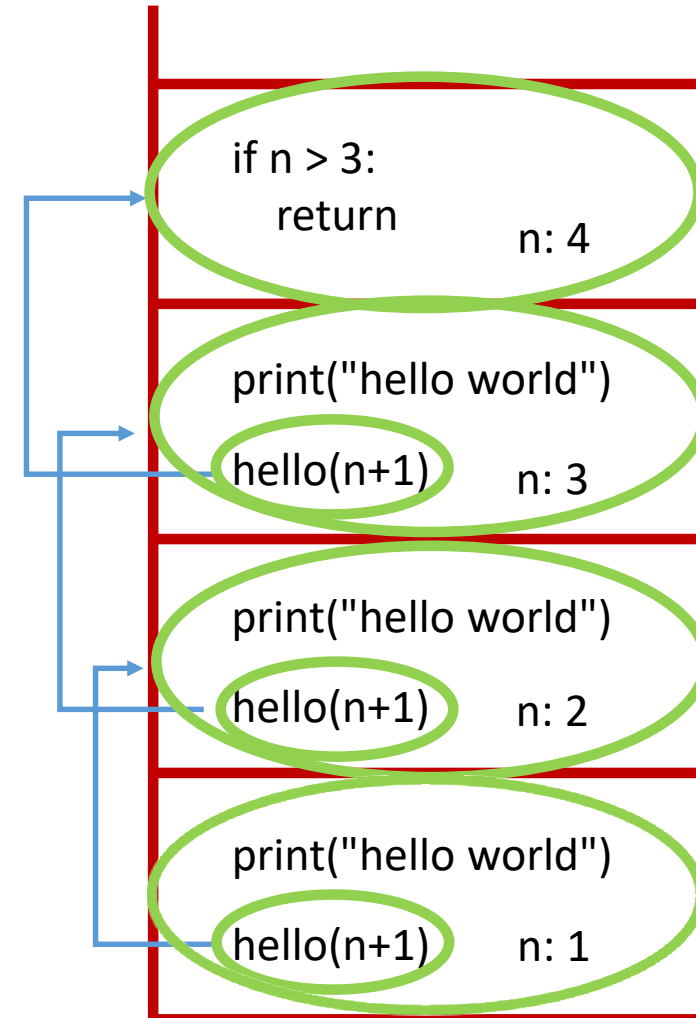 if n > 3:
return
n: 4
print("hello world")
hello(n+1)
n: 3
print("hello world")
hello(n+1)
n: 2
print("hello world")
hello(n+1)
n: 1